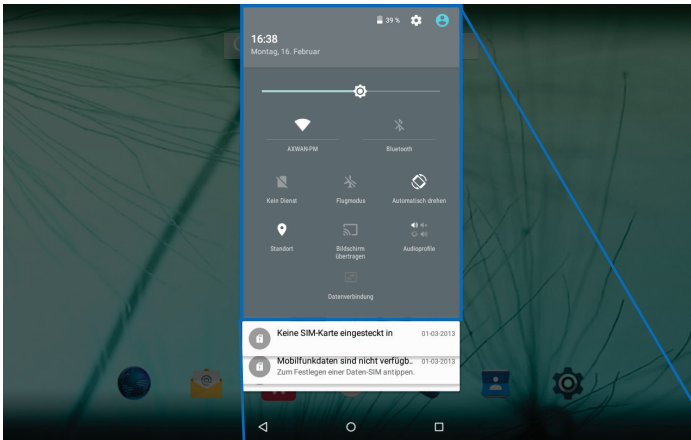 39 %
16:38
Montag, 16. Februar
AXWAN-PM
Bluetooth
Kein Dienst
Flugmodus
Automatisch drehen
Standort
Bildschirm
übertragen
Audioprofile
Datenverbindung
Keine SIM-Karte eingesteckt in
01-03-2013
Mobilfunkdaten sind nicht verfügb..
01-03-2013
Zum Festlegen einer Daten-SIM antippen.